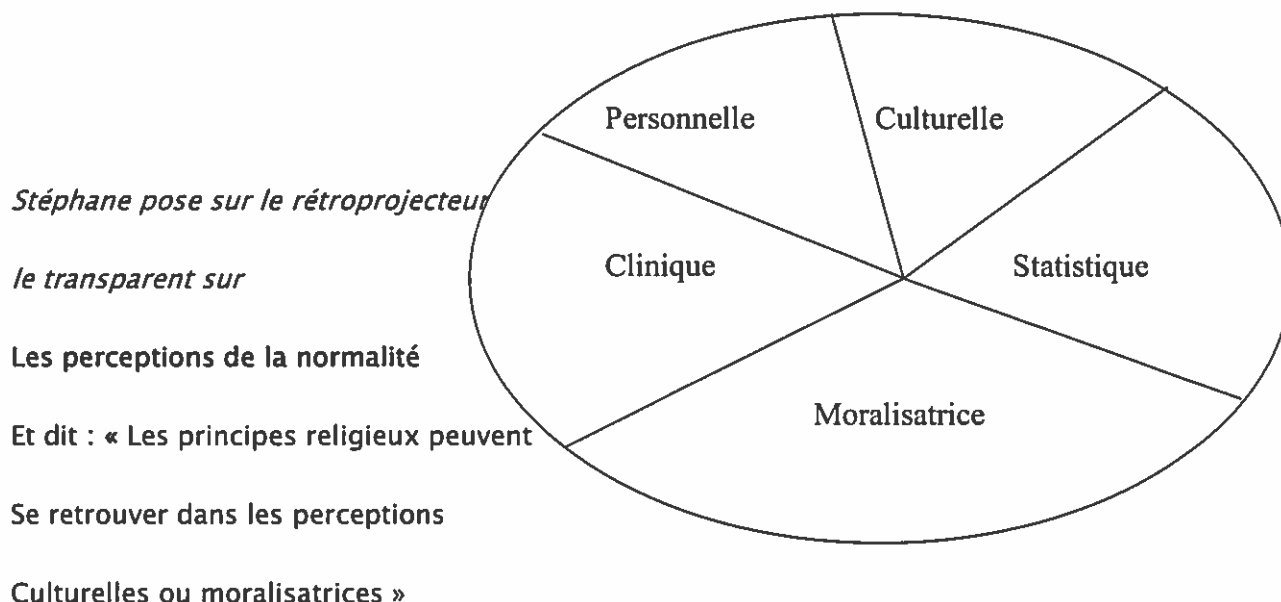 Personnelle
Culturelle
Stéphane pose sur le rétroprojecteur
le transparent sur
Clinique
Statistique
Les perceptions de la normalité
Moralisatrice
Et dit : « Les principes religieux peuvent
Se retrouver dans les perceptions
Culturelles ou moralisatrices »